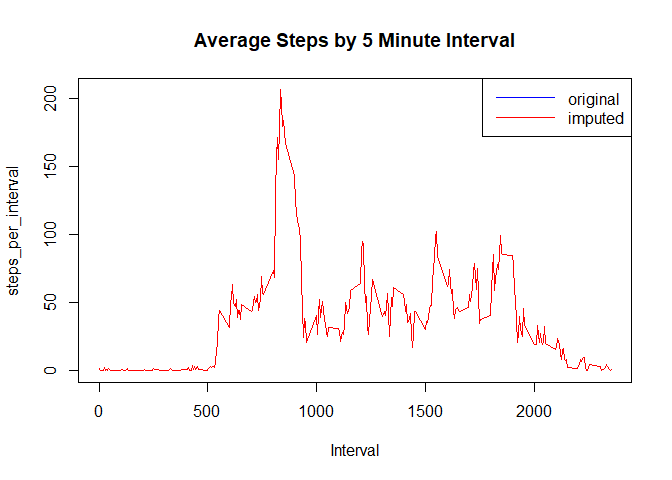 Average Steps by 5 Minute Interval
original
imputed
steps_per_interval
200
150
100
50
0
0
500
1000
1500
2000
Interval